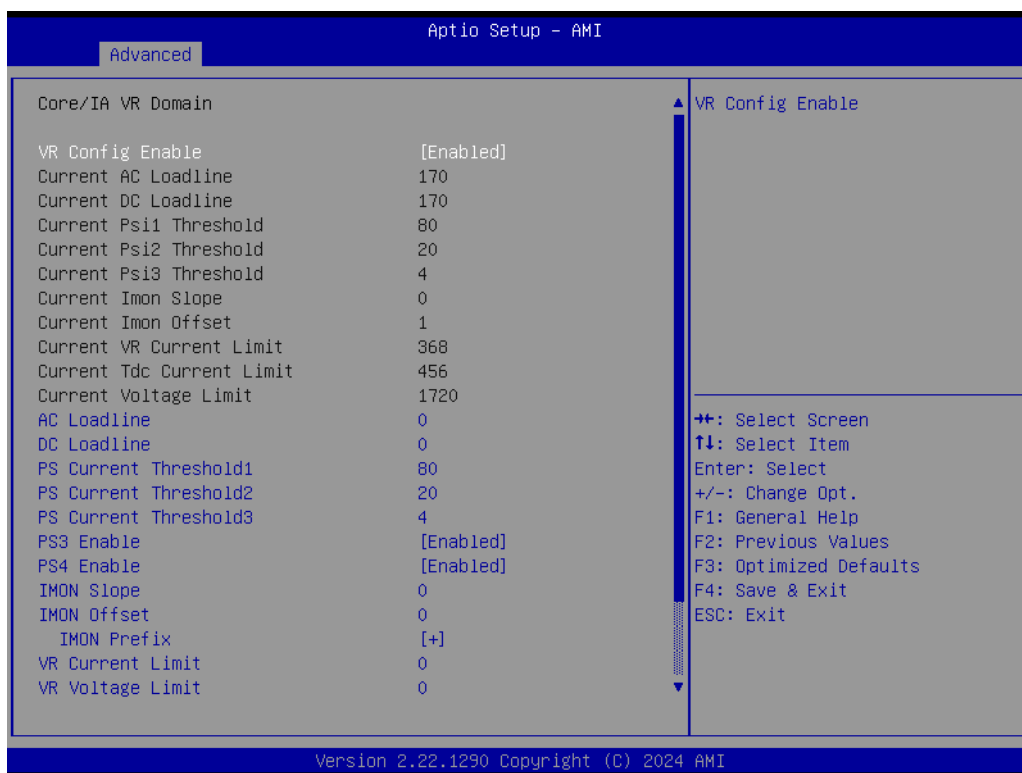 Aptio Setup – AMI
Advanced
Core/IA VR Domain
VR Config Enable [Enabled]
Current AC Loadline 170
Current DC Loadline 170
Current Psi1 Threshold 80
Current Psi2 Threshold 20
Current Psi3 Threshold 4
Current Imon Slope 0
Current Imon Offset 1
Current VR Current Limit 368
Current Tdc Current Limit 456
Current Voltage Limit 1720
AC Loadline 0
DC Loadline 0
PS Current Threshold1 80
PS Current Threshold2 20
PS Current Threshold3 4
PS3 Enable [Enabled]
PS4 Enable [Enabled]
IMON Slope 0
IMON Offset 0
IMON Prefix [+]
VR Current Limit 0
VR Voltage Limit 0
VR Config Enable
→←: Select Screen
↑↓: Select Item
Enter: Select
+/-: Change Opt.
F1: General Help
F2: Previous Values
F3: Optimized Defaults
F4: Save & Exit
ESC: Exit
Version 2.22.1290 Copyright (C) 2024 AMI